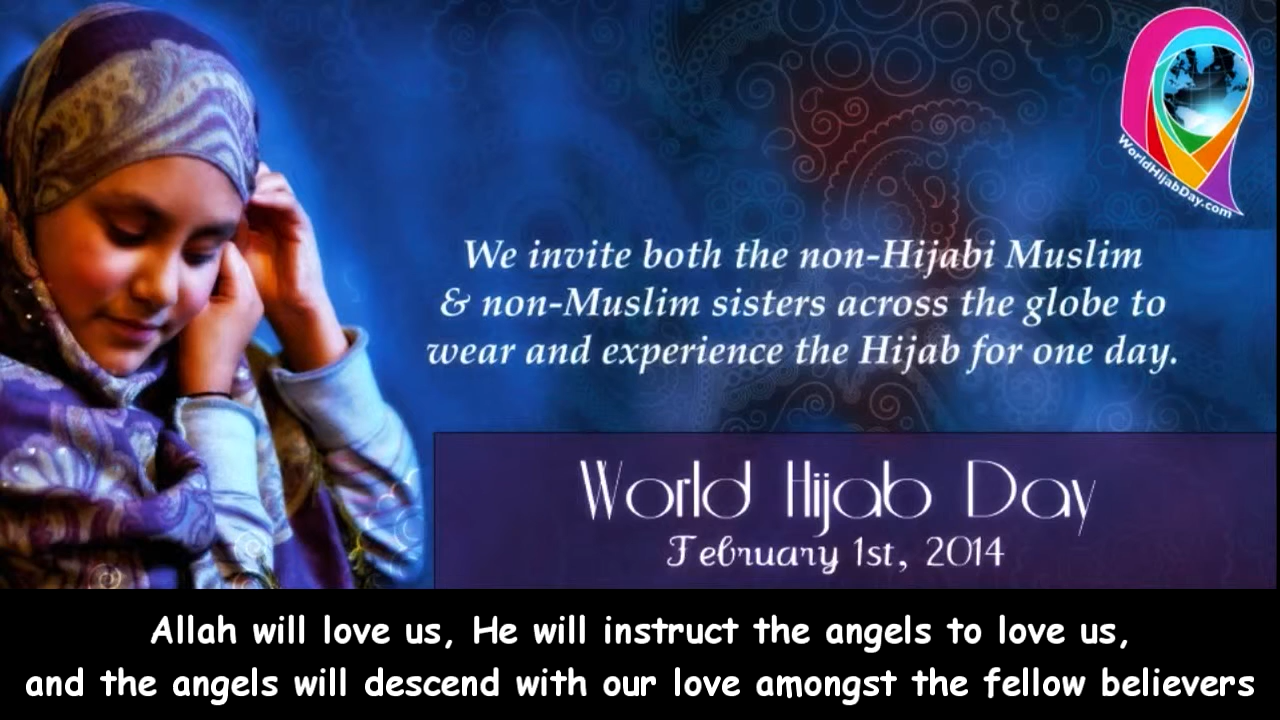 WorldHijabDay.com
We invite both the non-Hijabi Muslim
& non-Muslim sisters across the globe to
wear and experience the Hijab for one day.
World Hijab Day
February 1st, 2014
Allah will love us, He will instruct the angels to love us,
and the angels will descend with our love amongst the fellow believers